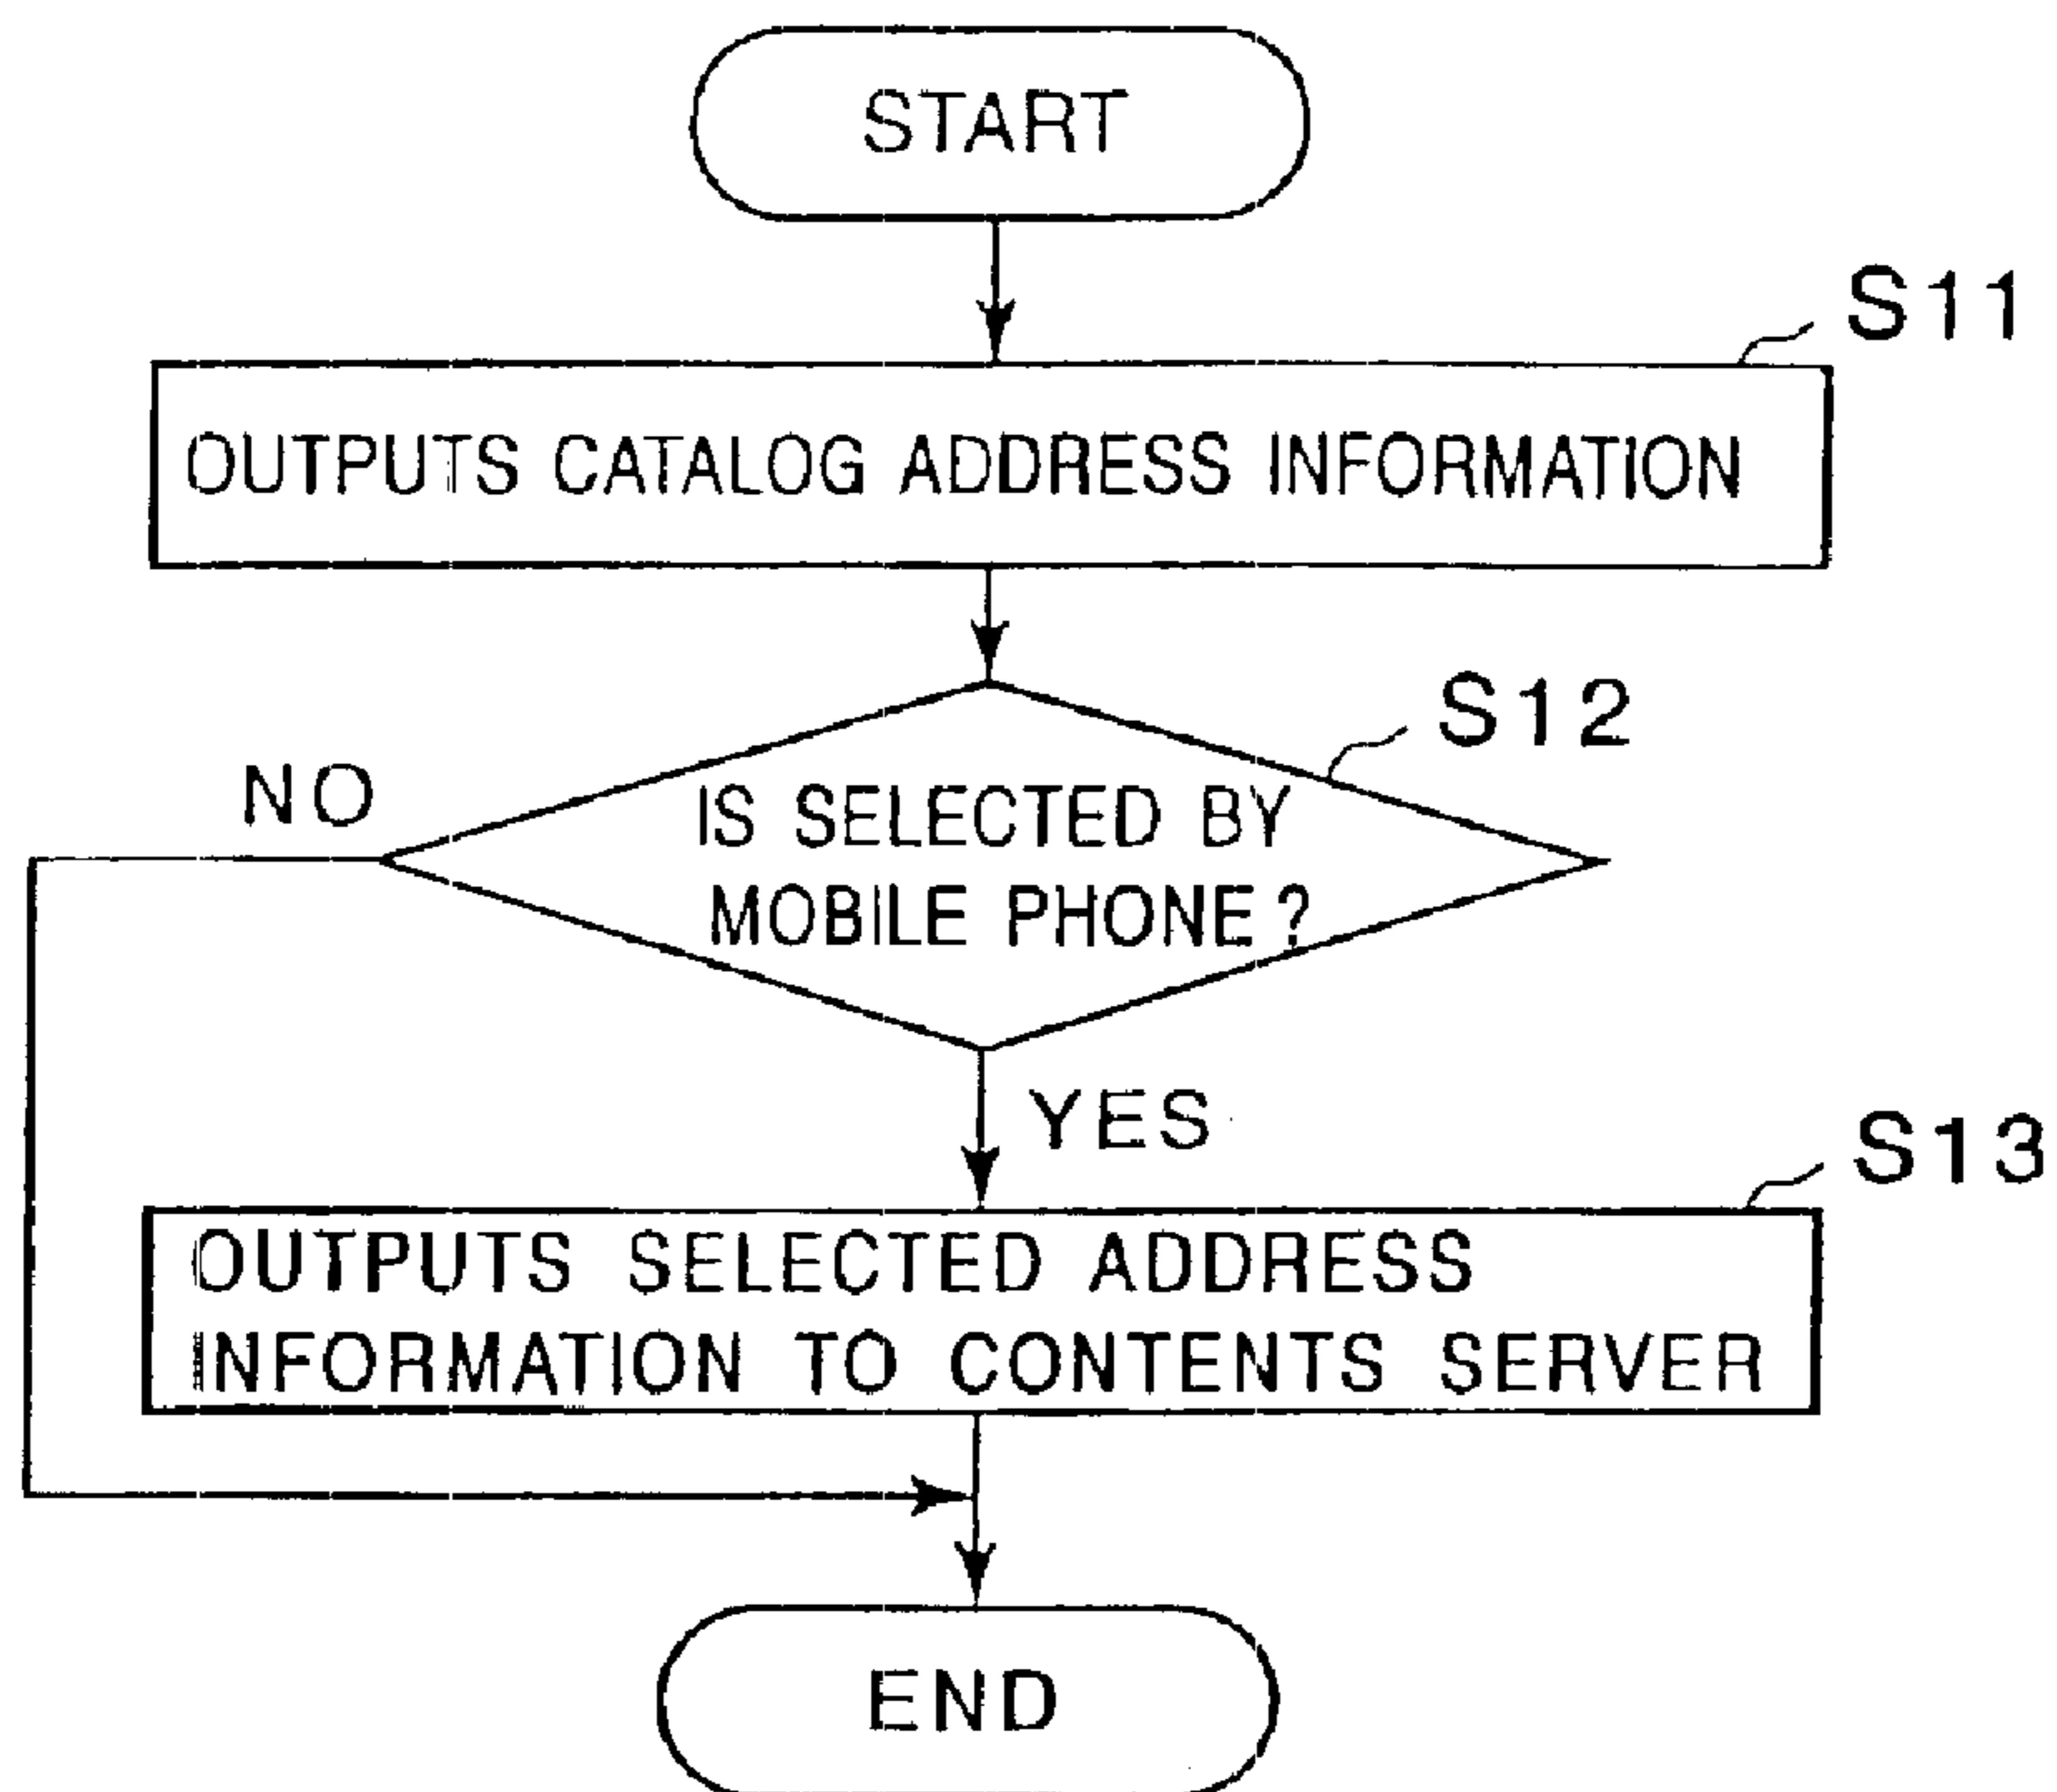 START
S11
OUTPUTS CATALOG ADDRESS INFORMATION
S12
NO
IS SELECTED BY
MOBILE PHONE?
YES
S13
OUTPUTS SELECTED ADDRESS
INFORMATION TO CONTENTS SERVER
END